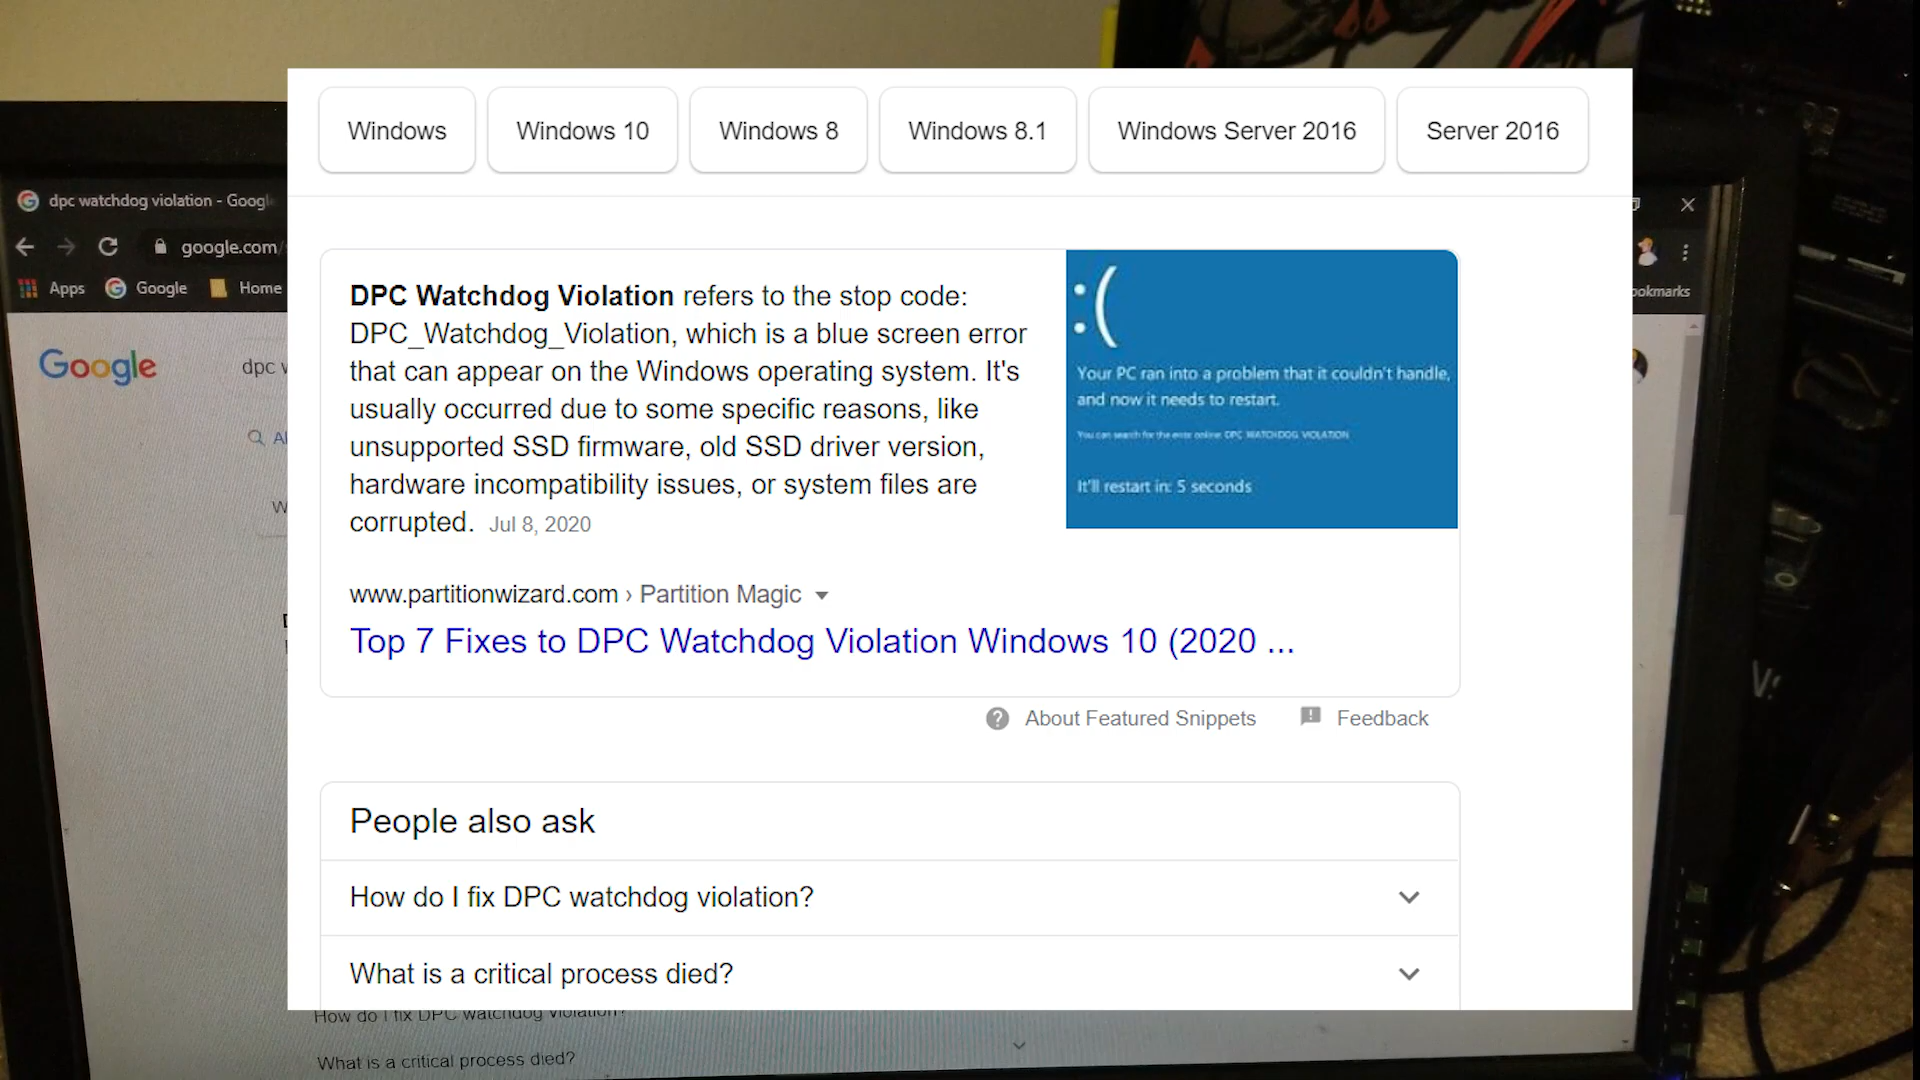 Windows
Windows 10
Windows 8
Windows 8.1
Windows Server 2016
Server 2016
dpc watchdog violation - Googl
google.com/
Apps
Google
Home
ookmarks
Google
dpc
DPC Watchdog Violation refers to the stop code:
DPC_Watchdog_Violation, which is a blue screen error
that can appear on the Windows operating system. It's
usually occurred due to some specific reasons, like
unsupported SSD firmware, old SSD driver version,
hardware incompatibility issues, or system files are
corrupted. Jul 8, 2020
:(
Your PC ran into a problem that it couldn't handle,
and now it needs to restart.
You can search for the error online: DPC WATCHDOG VIOLATION
It'll restart in: 5 seconds
www.partitionwizard.com › Partition Magic
Top 7 Fixes to DPC Watchdog Violation Windows 10 (2020 ...
About Featured Snippets
Feedback
People also ask
How do I fix DPC watchdog violation?
What is a critical process died?
How do I fix DPC watchdog violation?
What is a critical process died?